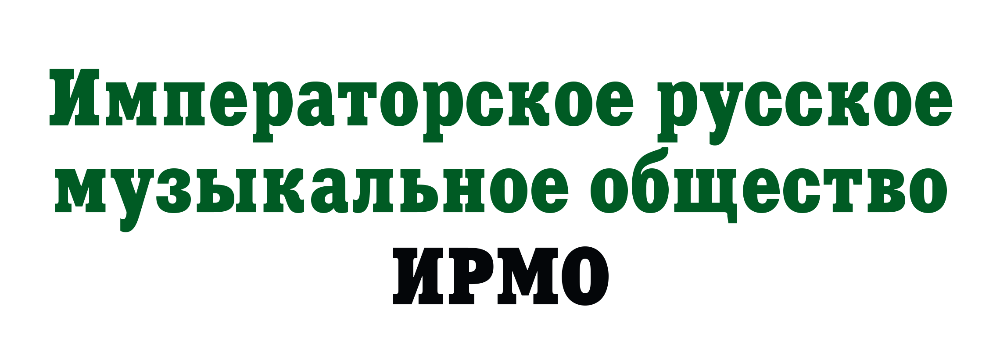 Императорское русское
музыкальное общество
ИРМО